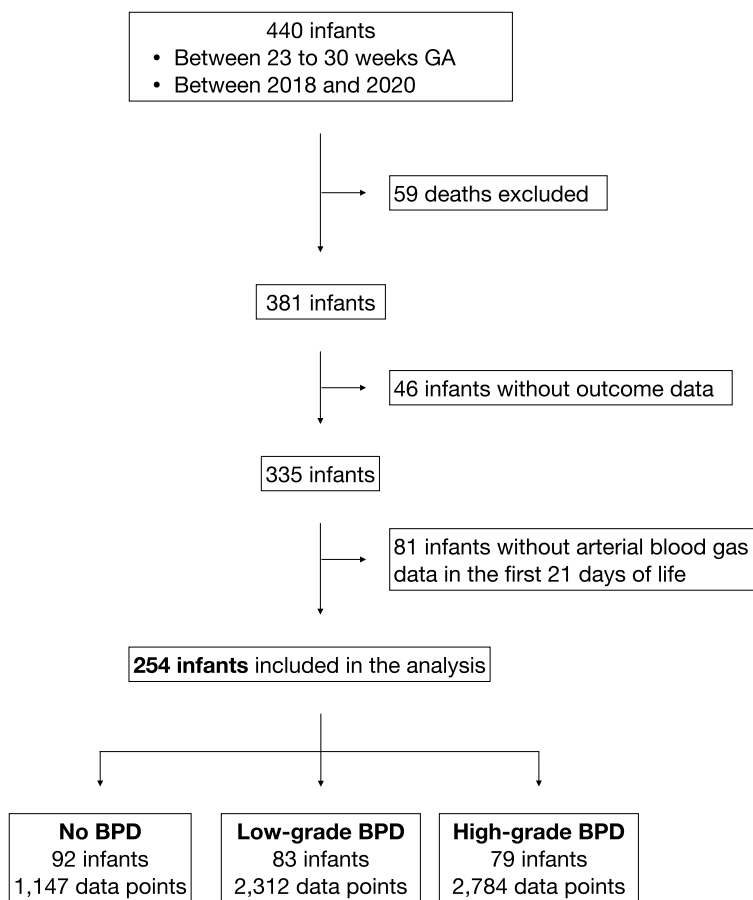 440 infants
• Between 23 to 30 weeks GA
• Between 2018 and 2020
59 deaths excluded
381 infants
46 infants without outcome data
335 infants
81 infants without arterial blood gas
data in the first 21 days of life
254 infants included in the analysis
No BPD
92 infants
1,147 data points
Low-grade BPD
83 infants
2,312 data points
High-grade BPD
79 infants
2,784 data points